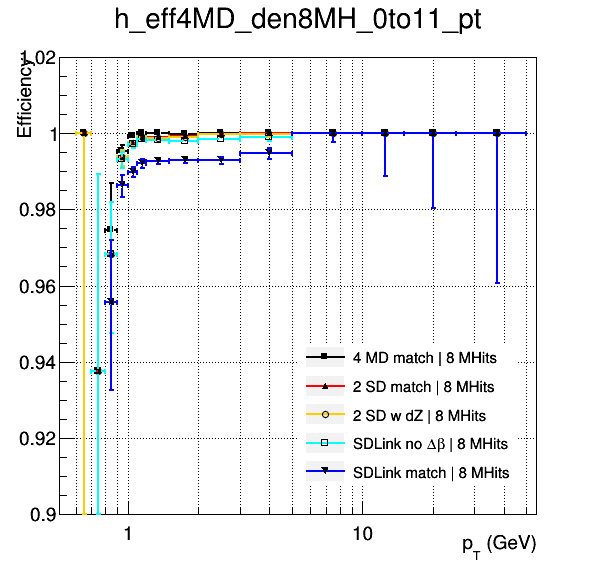 h_eff4MD_den8MH_0to11_pt
Efficiency
1.02
1
0.98
0.96
0.94
0.92
0.9
4 MD match | 8 MHits
2 SD match | 8 MHits
2 SD w dZ | 8 MHits
SDLink no Δβ | 8 MHits
SDLink match | 8 MHits
1
10
p_T (GeV)